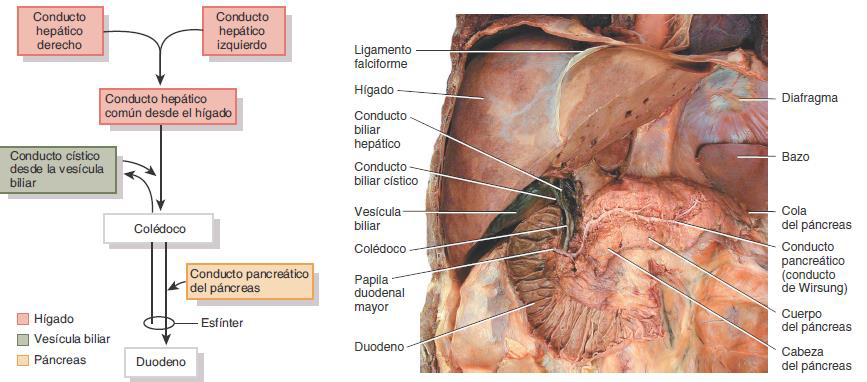 Conducto
hepático
derecho
Conducto
hepático
izquierdo
Conducto hepático
común desde el hígado
Conducto cístico
desde la vesícula
biliar
Colédoco
Conducto pancreático
del páncreas
Esfínter
Duodeno
Hígado
Vesícula biliar
Páncreas
Ligamento
falciforme
Hígado
Conducto
biliar
hepático
Conducto
biliar cístico
Vesícula
biliar
Colédoco
Papila
duodenal
mayor
Duodeno
Diafragma
Bazo
Cola
del páncreas
Conducto
pancreático
(conducto
de Wirsung)
Cuerpo
del páncreas
Cabeza
del páncreas